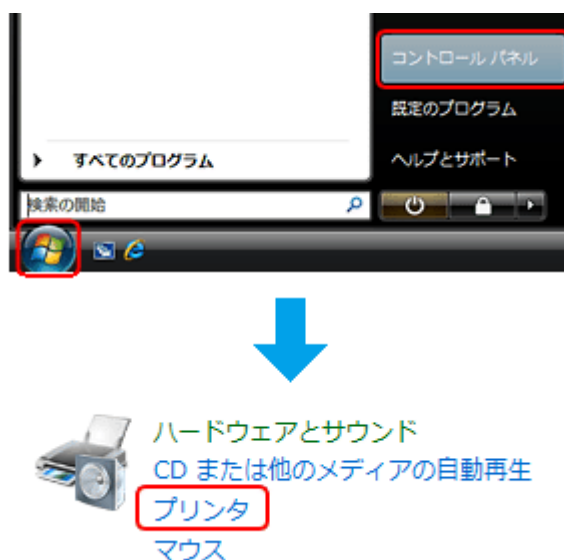 コントロール パネル
既定のプログラム
すべてのプログラム
ヘルプとサポート
検索の開始
ハードウェアとサウンド
CD または他のメディアの自動再生
プリンタ
マウス